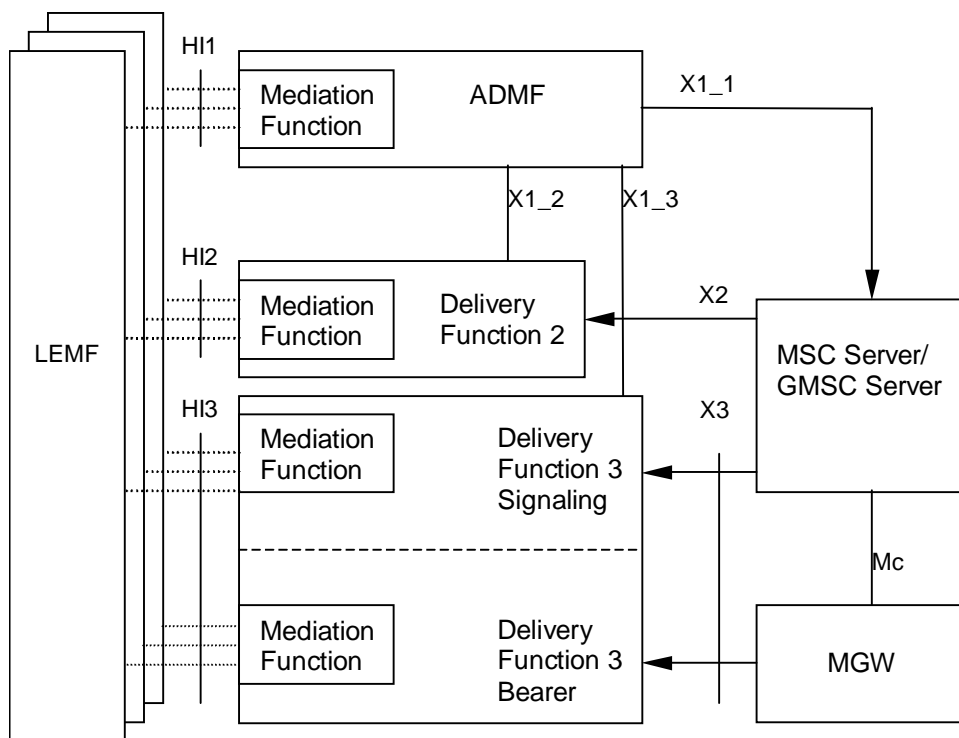 HI1
Mediation
Function
ADMF
X1_1
X1_2
X1_3
HI2
Mediation
Function
Delivery
Function 2
X2
LEMF
MSC Server/
GMSC Server
HI3
X3
Mediation
Function
Delivery
Function 3
Signaling
Mc
Mediation
Function
Delivery
Function 3
Bearer
MGW